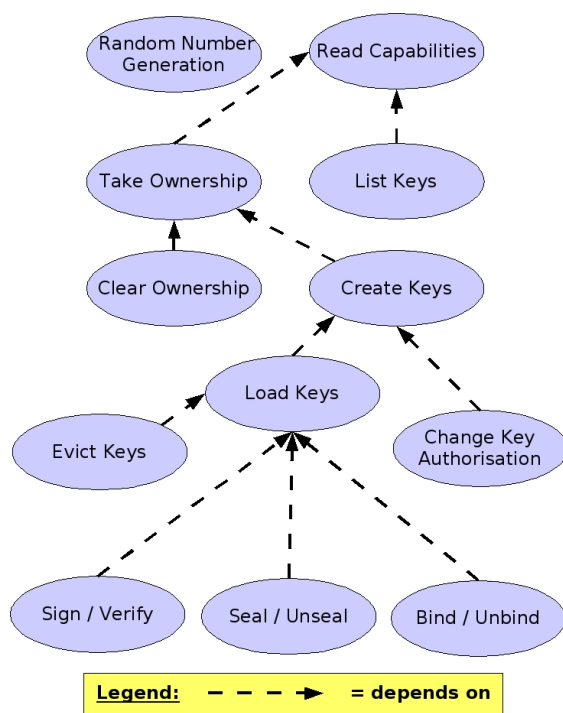 Random Number
Generation
Read Capabilities
Take Ownership
List Keys
Clear Ownership
Create Keys
Load Keys
Evict Keys
Change Key
Authorisation
Sign / Verify
Seal / Unseal
Bind / Unbind
Legend: = depends on